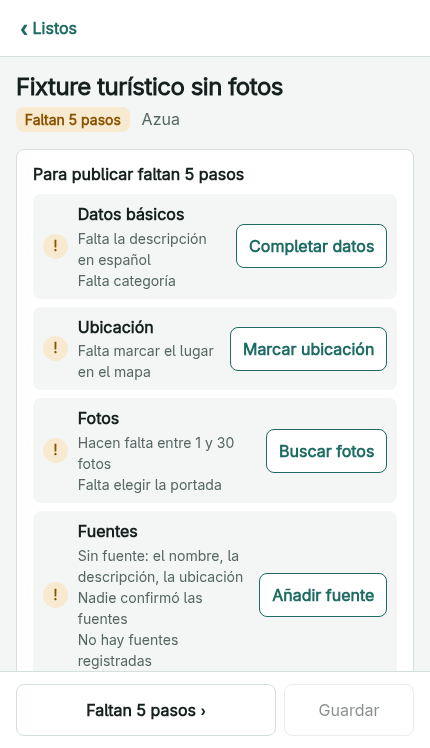 ‹ Listos
Fixture turístico sin fotos
Faltan 5 pasos Azua
Para publicar faltan 5 pasos
! Datos básicos
Falta la descripción
en español
Falta categoría
Completar datos
! Ubicación
Falta marcar el lugar
en el mapa
Marcar ubicación
! Fotos
Hacen falta entre 1 y 30
fotos
Falta elegir la portada
Buscar fotos
! Fuentes
Sin fuente: el nombre, la
descripción, la ubicación
Nadie confirmó las
fuentes
No hay fuentes
registradas
Añadir fuente
Faltan 5 pasos › Guardar